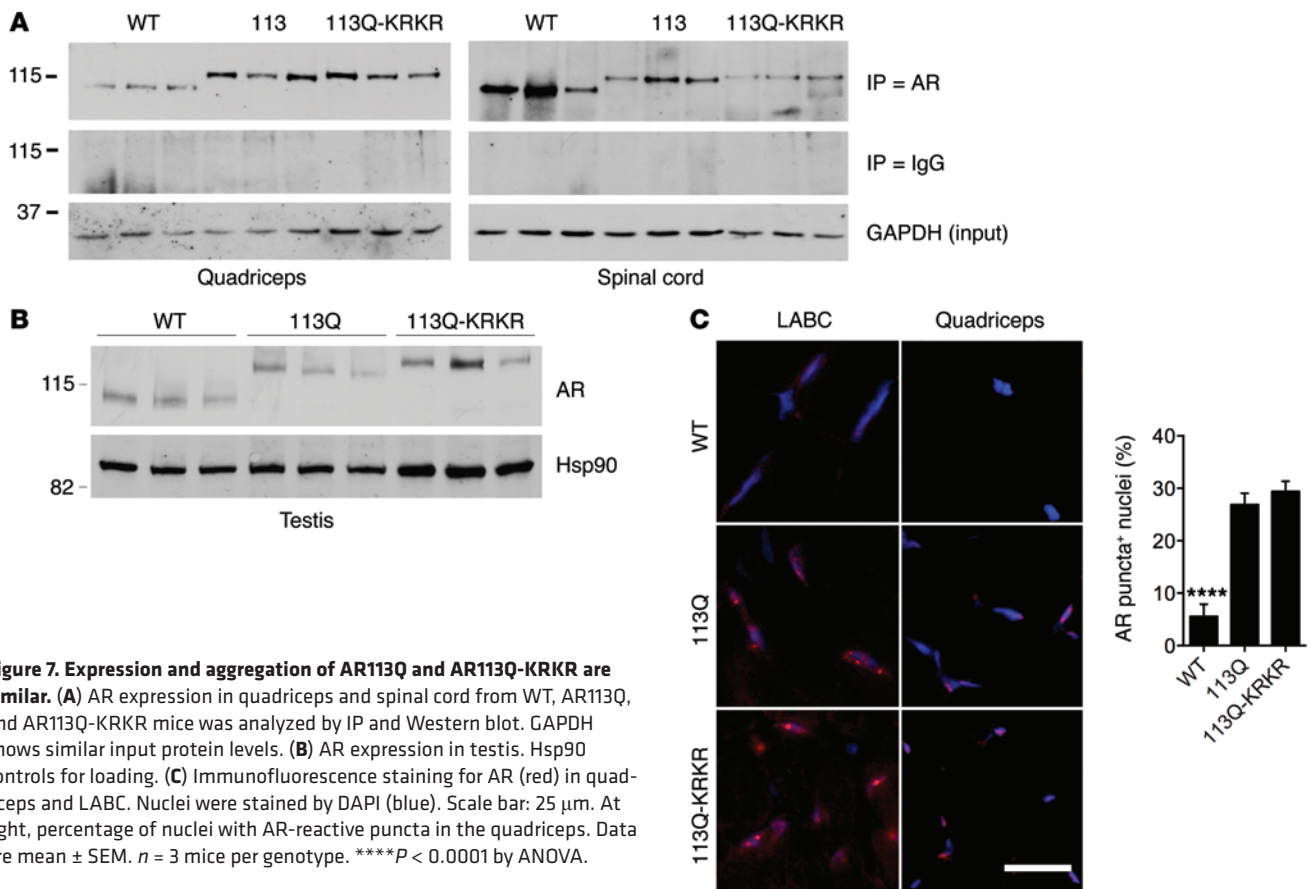 A
WT 113 113Q-KRKR WT 113 113Q-KRKR
115
IP = AR
115
IP = IgG
37
GAPDH (input)
Quadriceps Spinal cord
B
WT 113Q 113Q-KRKR
115
AR
Hsp90
82
Testis
C
LABC Quadriceps
WT
113Q
113Q-KRKR
AR puncta⁺ nuclei (%)
40
30
20
10
0
****
WT
113Q
113Q-KRKR
igure 7. Expression and aggregation of AR113Q and AR113Q-KRKR are
milar. (A) AR expression in quadriceps and spinal cord from WT, AR113Q,
nd AR113Q-KRKR mice was analyzed by IP and Western blot. GAPDH
hows similar input protein levels. (B) AR expression in testis. Hsp90
ontrols for loading. (C) Immunofluorescence staining for AR (red) in quad-
iceps and LABC. Nuclei were stained by DAPI (blue). Scale bar: 25 μm. At
ght, percentage of nuclei with AR-reactive puncta in the quadriceps. Data
re mean ± SEM. n = 3 mice per genotype. ****P < 0.0001 by ANOVA.